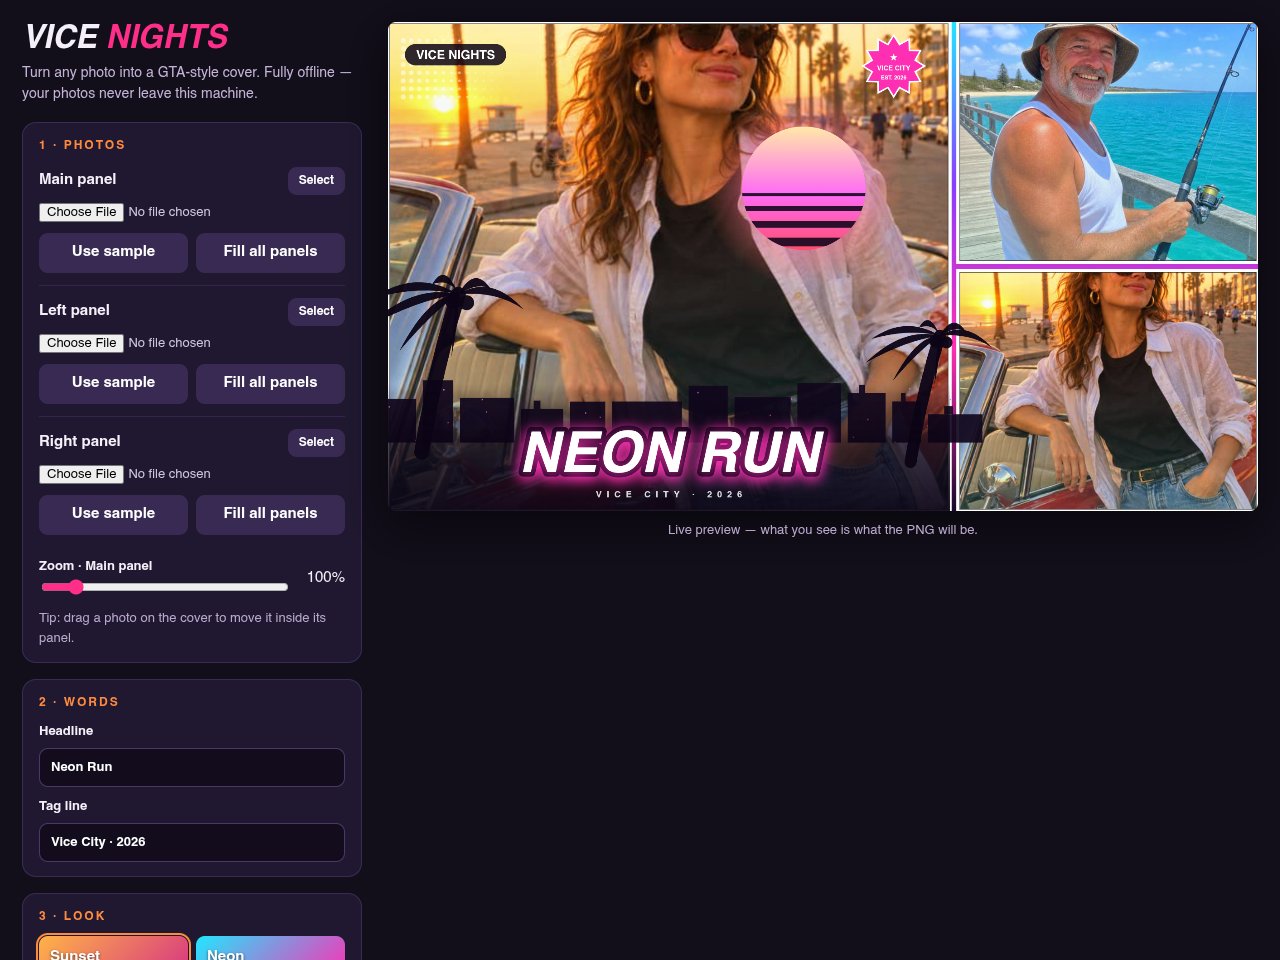 VICE NIGHTS
Turn any photo into a GTA-style cover. Fully offline —
your photos never leave this machine.
1 · PHOTOS
Main panel
Select
Choose File No file chosen
Use sample
Fill all panels
Left panel
Select
Choose File No file chosen
Use sample
Fill all panels
Right panel
Select
Choose File No file chosen
Use sample
Fill all panels
Zoom · Main panel
100%
Tip: drag a photo on the cover to move it inside its
panel.
2 · WORDS
Headline
Neon Run
Tag line
Vice City · 2026
3 · LOOK
Sunset
Neon
VICE NIGHTS
★
VICE CITY
EST. 2026
NEON RUN
VICE CITY · 2026
Live preview — what you see is what the PNG will be.